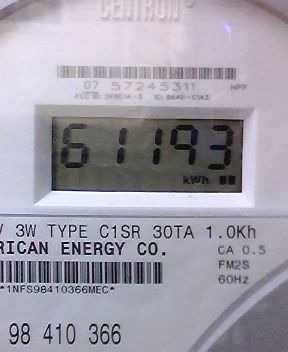 CENTRON
07 57245311
61193
kWh
3W TYPE C1SR 30TA 1.0Kh
RICAN ENERGY CO.
CA 0.5
FM2S
60Hz
*1NFS98410366MEC*
98 410 366